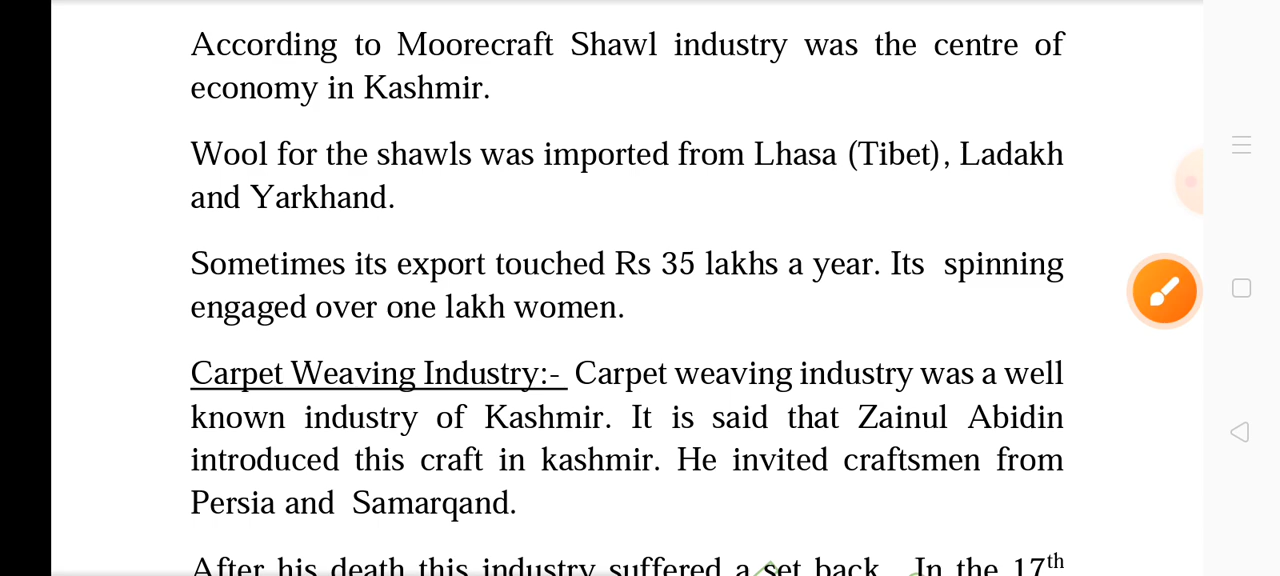 According to Moorecraft Shawl industry was the centre of
economy in Kashmir.
Wool for the shawls was imported from Lhasa (Tibet), Ladakh
and Yarkhand.
Sometimes its export touched Rs 35 lakhs a year. Its spinning
engaged over one lakh women.
Carpet Weaving Industry:- Carpet weaving industry was a well
known industry of Kashmir. It is said that Zainul Abidin
introduced this craft in kashmir. He invited craftsmen from
Persia and Samarqand.
After his death this industry suffered a set back. In the 17th